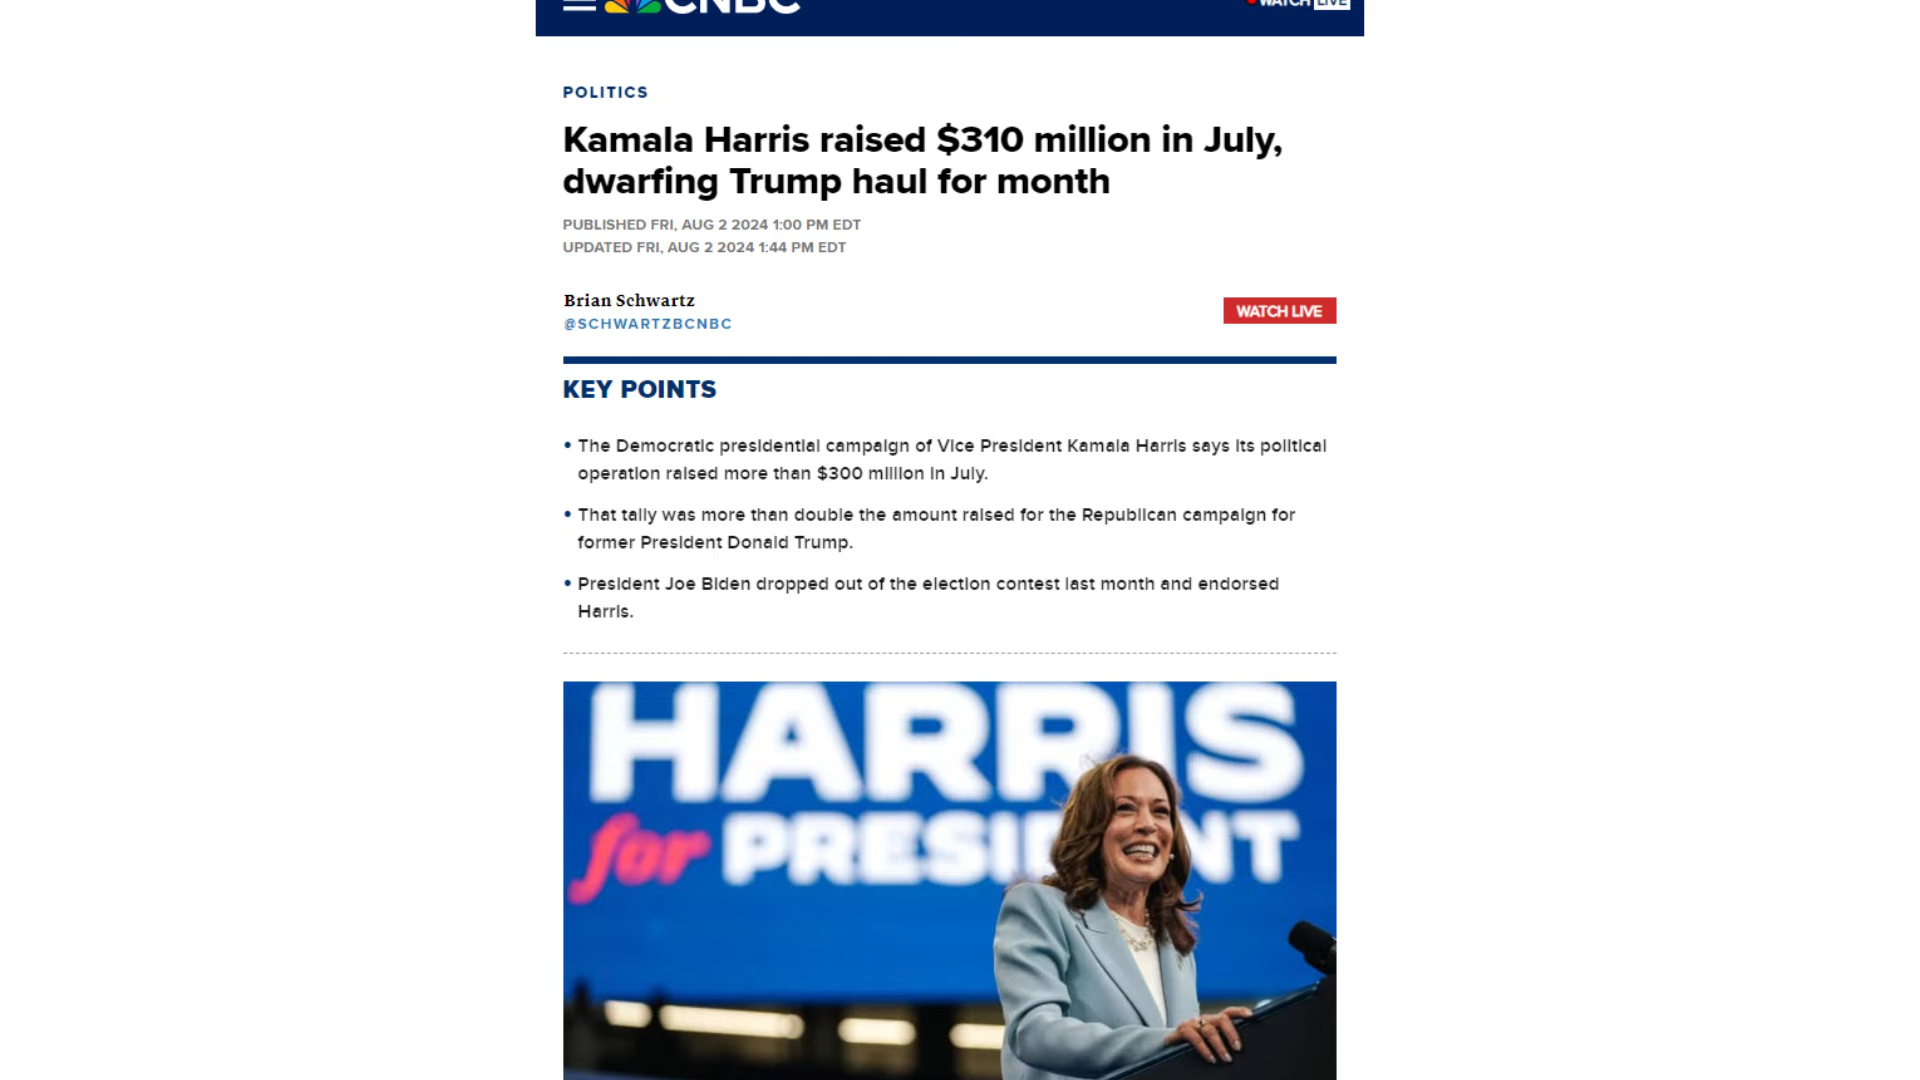 CNBC
WATCH LIVE
POLITICS
Kamala Harris raised $310 million in July,
dwarfing Trump haul for month
PUBLISHED FRI, AUG 2 2024 1:00 PM EDT
UPDATED FRI, AUG 2 2024 1:44 PM EDT
Brian Schwartz
@SCHWARTZBCNBC
WATCH LIVE
KEY POINTS
• The Democratic presidential campaign of Vice President Kamala Harris says its political
operation raised more than $300 million in July.
• That tally was more than double the amount raised for the Republican campaign for
former President Donald Trump.
• President Joe Biden dropped out of the election contest last month and endorsed
Harris.
HARRIS
for PRESIDENT